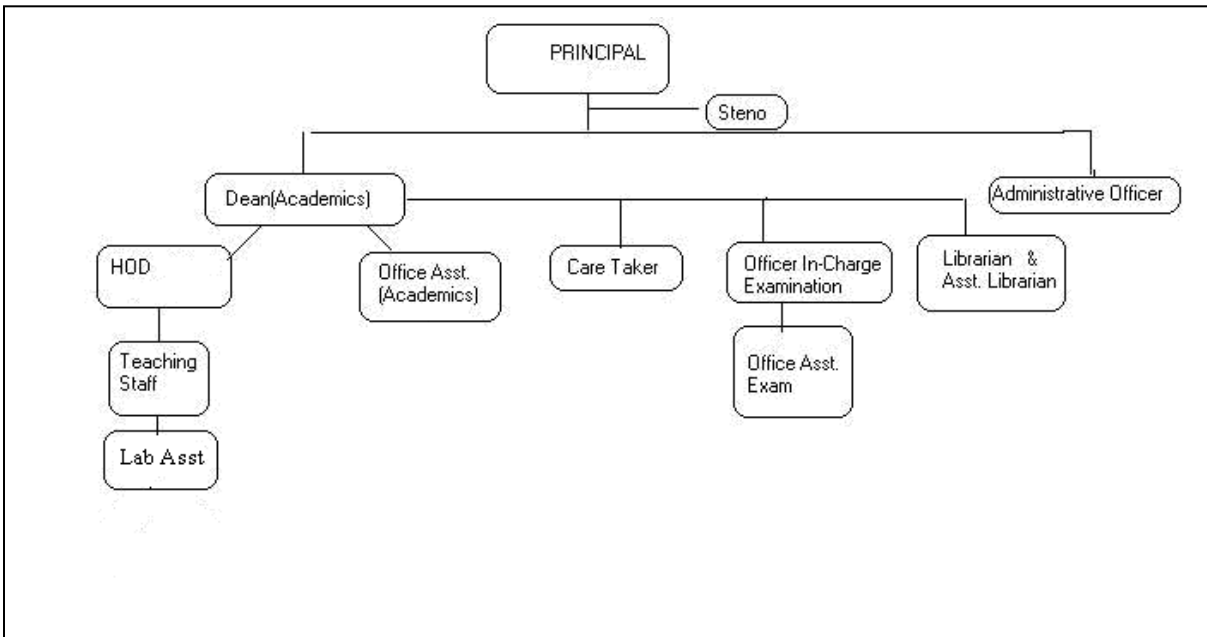 PRINCIPAL
Steno
Dean(Academics)
Administrative Officer
HOD
Office Asst.
(Academics)
Care Taker
Officer In-Charge
Examination
Librarian &
Asst. Librarian
Teaching
Staff
Office Asst.
Exam
Lab Asst